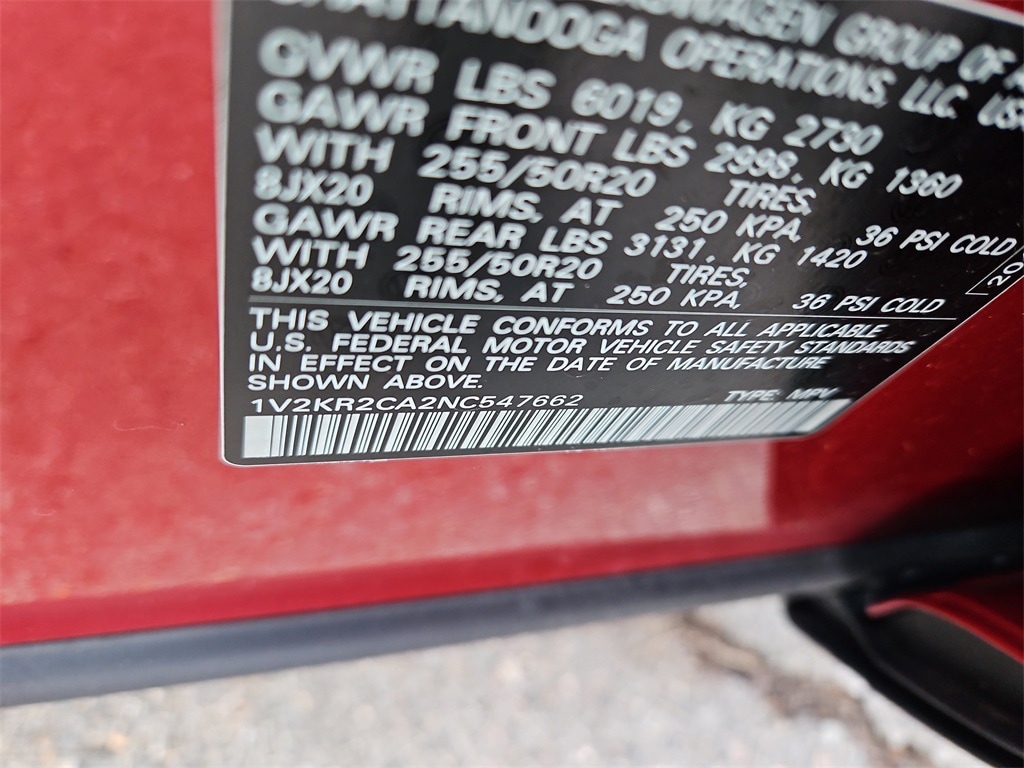 CHATTANOOGA OPERATIONS, LLC. USA
GROUP OF
GVWR LBS 6019, KG 2730
GAWR FRONT LBS 2998, KG 1360
WITH 255/50R20 TIRES,
8JX20 RIMS, AT 250 KPA, 36 PSI COLD
GAWR REAR LBS 3131, KG 1420
WITH 255/50R20 TIRES,
8JX20 RIMS, AT 250 KPA, 36 PSI COLD
THIS VEHICLE CONFORMS TO ALL APPLICABLE
U.S. FEDERAL MOTOR VEHICLE SAFETY STANDARDS
IN EFFECT ON THE DATE OF MANUFACTURE
SHOWN ABOVE.
1V2KR2CA2NC547662 TYPE: MPV